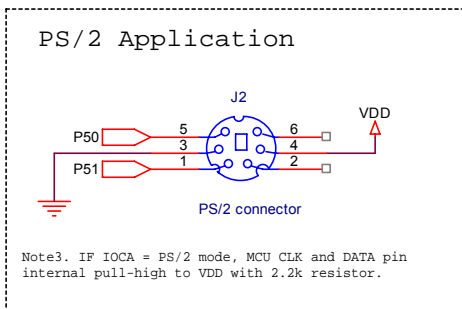 PS/2 Application
J2
VDD
P50
5
6
3
4
P51
1
2
PS/2 connector
Note3. IF IOCA = PS/2 mode, MCU CLK and DATA pin
internal pull-high to VDD with 2.2k resistor.